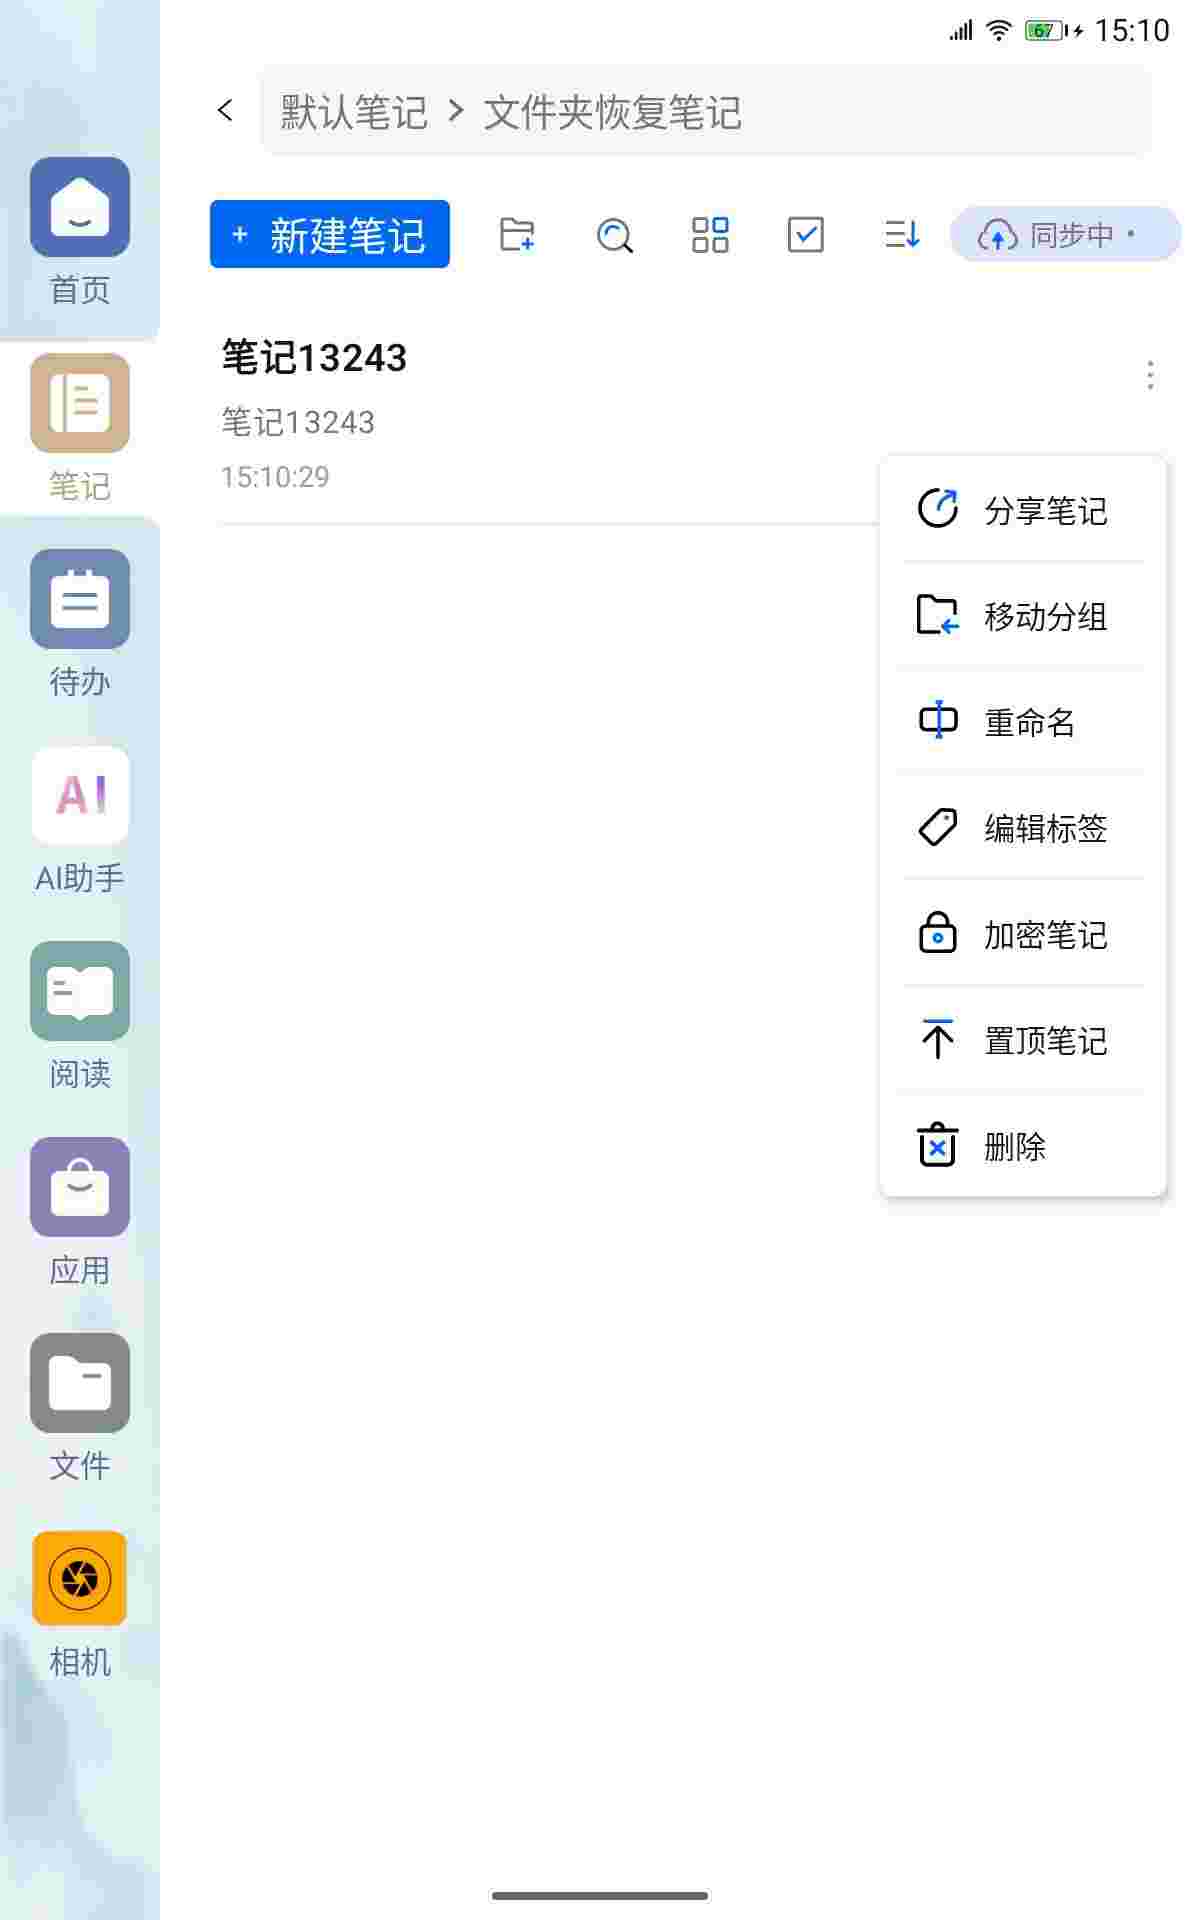 67 15:10
默认笔记 > 文件夹恢复笔记
+ 新建笔记
同步中 ·
首页
笔记
待办
AI
AI助手
阅读
应用
文件
相机
笔记13243
笔记13243
15:10:29
分享笔记
移动分组
重命名
编辑标签
加密笔记
置顶笔记
删除